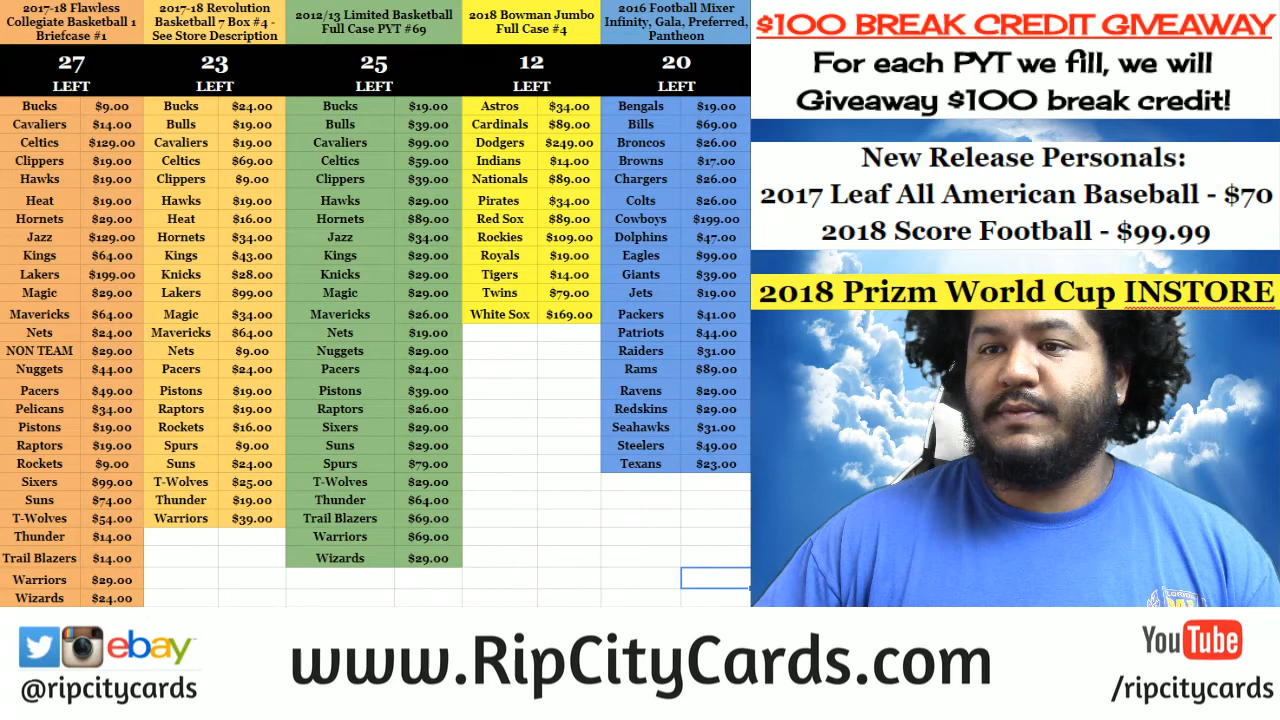 2017-18 Flawless
Collegiate Basketball 1
Briefcase #1
27
LEFT
Bucks $9.00
Cavaliers $14.00
Celtics $129.00
Clippers $19.00
Hawks $19.00
Heat $19.00
Hornets $29.00
Jazz $129.00
Kings $64.00
Lakers $199.00
Magic $29.00
Mavericks $64.00
Nets $24.00
NON TEAM $29.00
Nuggets $44.00
Pacers $49.00
Pelicans $34.00
Pistons $19.00
Raptors $19.00
Rockets $9.00
Sixers $99.00
Suns $74.00
T-Wolves $54.00
Thunder $14.00
Trail Blazers $14.00
Warriors $29.00
Wizards $24.00
2017-18 Revolution
Basketball 7 Box #4 -
See Store Description
23
LEFT
Bucks $24.00
Bulls $19.00
Cavaliers $19.00
Celtics $69.00
Clippers $9.00
Hawks $19.00
Heat $16.00
Hornets $34.00
Kings $43.00
Knicks $28.00
Lakers $99.00
Magic $34.00
Mavericks $64.00
Nets $9.00
Pacers $24.00
Pistons $19.00
Raptors $19.00
Rockets $16.00
Spurs $9.00
Suns $24.00
T-Wolves $25.00
Thunder $19.00
Warriors $39.00
2012/13 Limited Basketball
Full Case PYT #69
25
LEFT
Bucks $19.00
Bulls $39.00
Cavaliers $99.00
Celtics $59.00
Clippers $39.00
Hawks $29.00
Hornets $89.00
Jazz $34.00
Kings $29.00
Knicks $29.00
Magic $29.00
Mavericks $26.00
Nets $19.00
Nuggets $29.00
Pacers $24.00
Pistons $39.00
Raptors $26.00
Sixers $29.00
Suns $29.00
Spurs $79.00
T-Wolves $29.00
Thunder $64.00
Trail Blazers $69.00
Warriors $69.00
Wizards $29.00
2018 Bowman Jumbo
Full Case #4
12
LEFT
Astros $34.00
Cardinals $89.00
Dodgers $249.00
Indians $14.00
Nationals $89.00
Pirates $34.00
Red Sox $89.00
Rockies $109.00
Royals $19.00
Tigers $14.00
Twins $79.00
White Sox $169.00
2016 Football Mixer
Infinity, Gala, Preferred,
Pantheon
20
LEFT
Bengals $19.00
Bills $69.00
Broncos $26.00
Browns $17.00
Chargers $26.00
Colts $26.00
Cowboys $199.00
Dolphins $47.00
Eagles $99.00
Giants $39.00
Jets $19.00
Packers $41.00
Patriots $44.00
Raiders $31.00
Rams $89.00
Ravens $29.00
Redskins $29.00
Seahawks $31.00
Steelers $49.00
Texans $23.00
$100 BREAK CREDIT GIVEAWAY
For each PYT we fill, we will
Giveaway $100 break credit!
New Release Personals:
2017 Leaf All American Baseball - $70
2018 Score Football - $99.99
2018 Prizm World Cup INSTORE
ebay
@ripcitycards
www.RipCityCards.com
YouTube
/ripcitycards